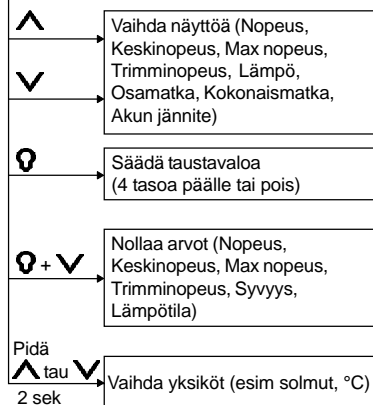 Vaihda näyttöä (Nopeus,
Keskinopeus, Max nopeus,
Trimminopeus, Lämpö,
Osamatka, Kokonaismatka,
Akun jännite)
Säädä taustavaloa
(4 tasoa päälle tai pois)
+
Nollaa arvot (Nopeus,
Keskinopeus, Max nopeus,
Trimminopeus, Syvyys,
Lämpötila)
Pidä
tau
2 sek
Vaihda yksiköt (esim solmut, °C)